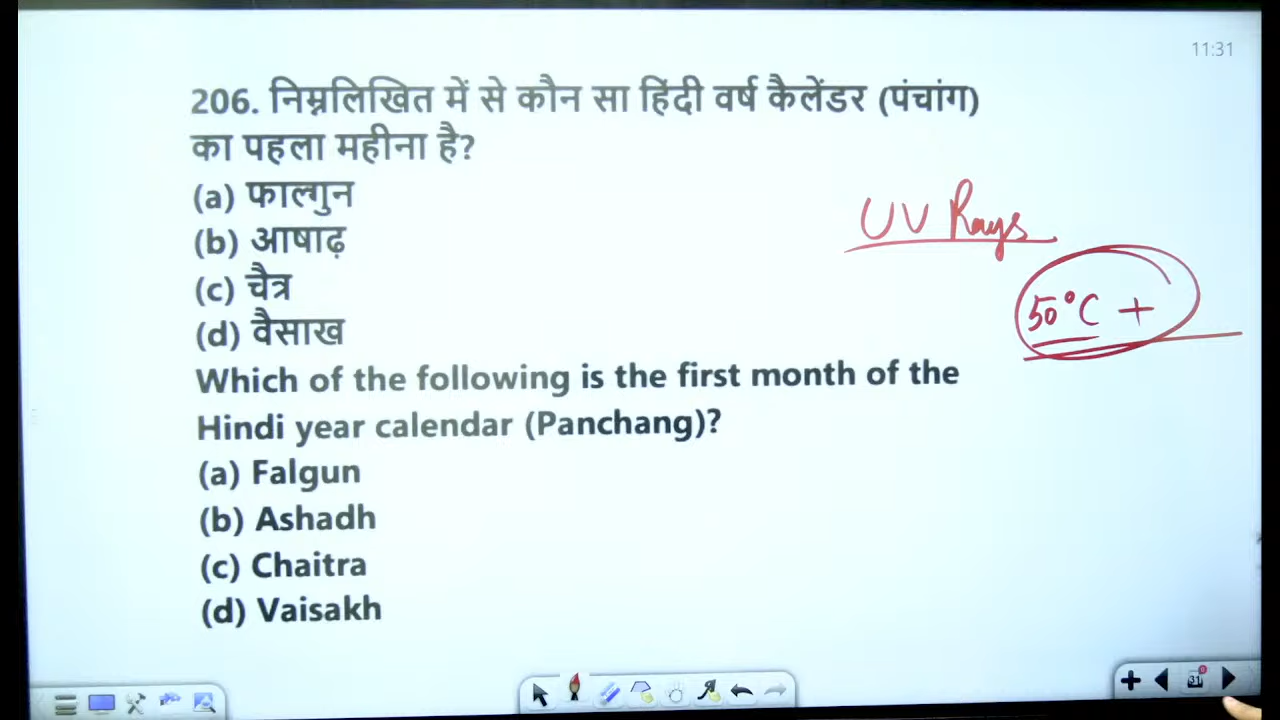 11:31
206. निम्नलिखित में से कौन सा हिंदी वर्ष कैलेंडर (पंचांग)
का पहला महीना है?
(a) फाल्गुन
(b) आषाढ़
(c) चैत्र
(d) वैसाख
Which of the following is the first month of the
Hindi year calendar (Panchang)?
(a) Falgun
(b) Ashadh
(c) Chaitra
(d) Vaisakh
UV Rays
50°C +
31